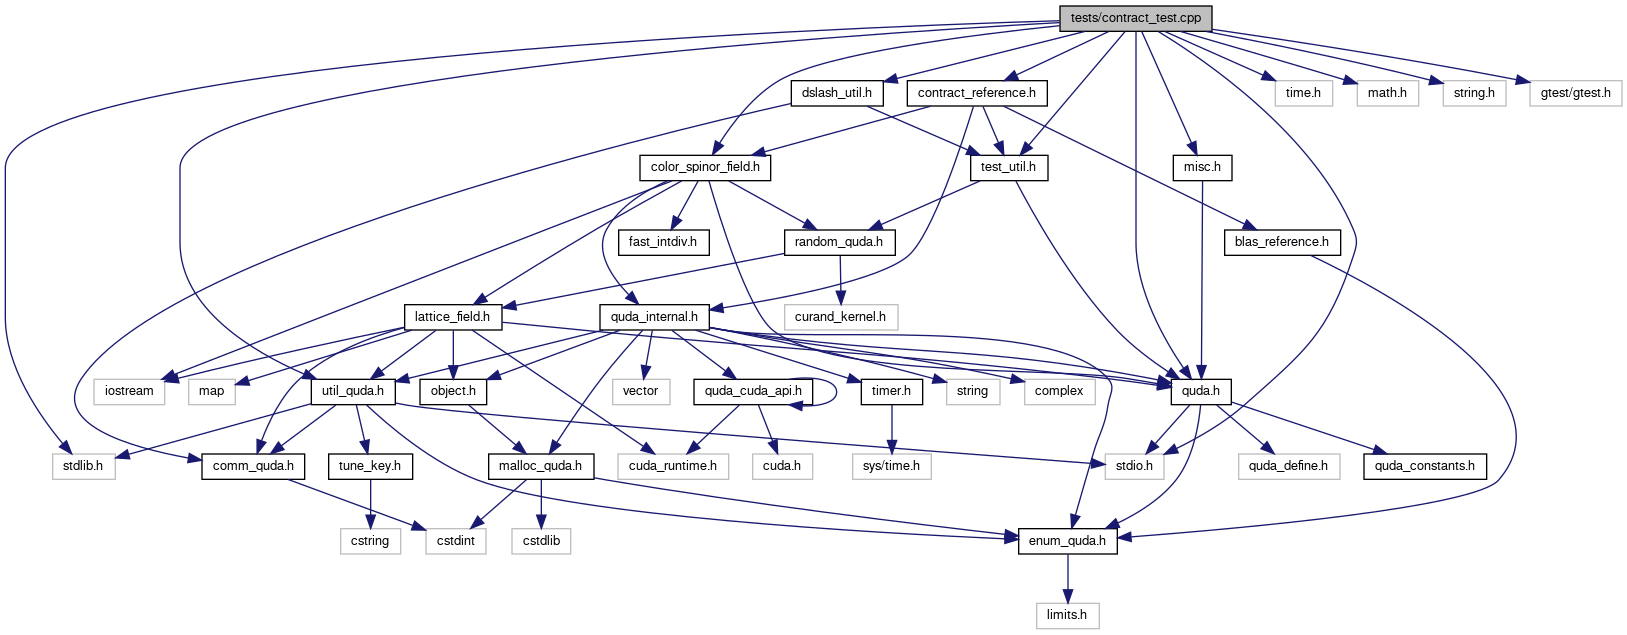 tests/contract_test.cpp
dslash_util.h
contract_reference.h
time.h
math.h
string.h
gtest/gtest.h
color_spinor_field.h
test_util.h
misc.h
fast_intdiv.h
random_quda.h
blas_reference.h
lattice_field.h
quda_internal.h
curand_kernel.h
iostream
map
util_quda.h
object.h
vector
quda_cuda_api.h
timer.h
string
complex
quda.h
stdlib.h
comm_quda.h
tune_key.h
malloc_quda.h
cuda_runtime.h
cuda.h
sys/time.h
stdio.h
quda_define.h
quda_constants.h
cstring
cstdint
cstdlib
enum_quda.h
limits.h